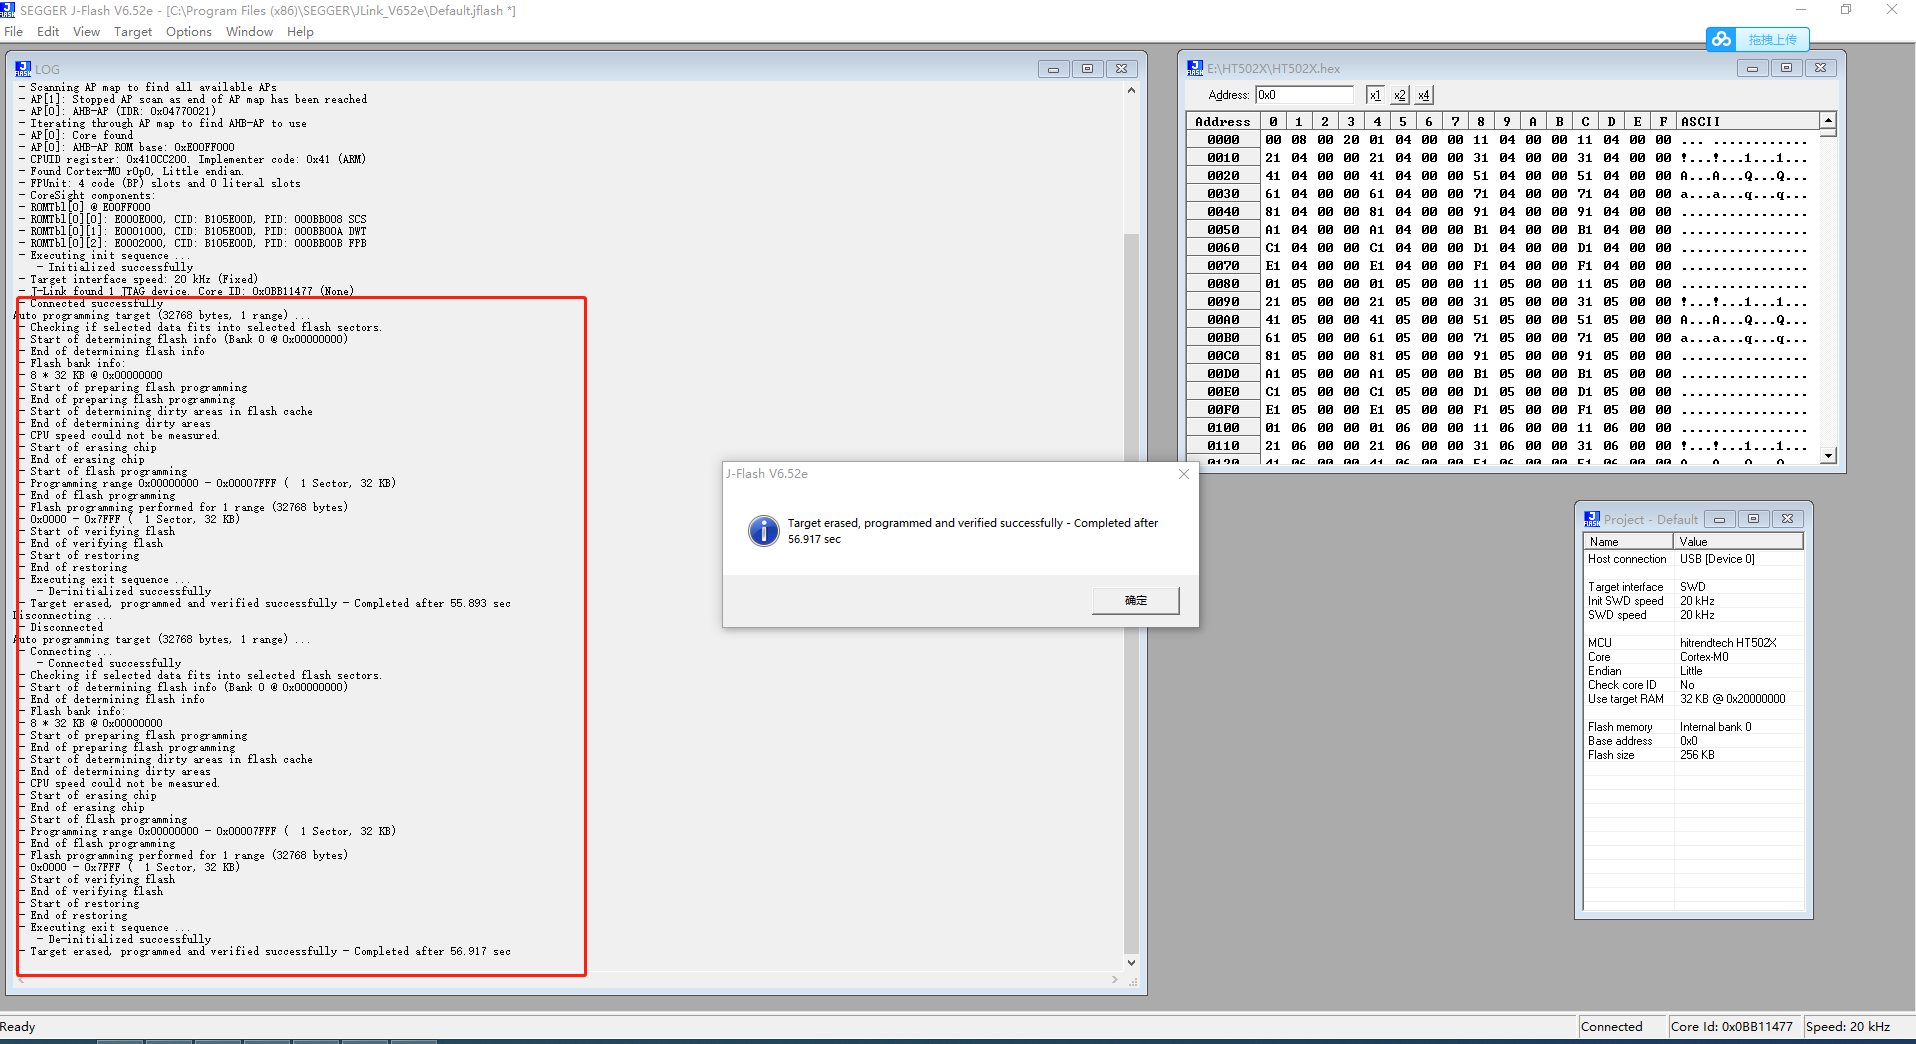 SEGGER J-Flash V6.52e - [C:\Program Files (x86)\SEGGER\JLink_V652e\Default.jflash *]
File Edit View Target Options Window Help
拖拽上传
LOG
- Scanning AP map to find all available APs
- AP[1]: Stopped AP scan as end of AP map has been reached
- AP[0]: AHB-AP (IDR: 0x04770021)
- Iterating through AP map to find AHB-AP to use
- AP[0]: Core found
- AP[0]: AHB-AP ROM base: 0xE00FF000
- CPUID register: 0x410CC200. Implementer code: 0x41 (ARM)
- Found Cortex-M0 r0p0, Little endian.
- FPUnit: 4 code (BP) slots and 0 literal slots
- CoreSight components:
- ROMTbl[0] @ E00FF000
- ROMTbl[0][0]: E000E000, CID: B105E00D, PID: 000BB008 SCS
- ROMTbl[0][1]: E0001000, CID: B105E00D, PID: 000BB00A DWT
- ROMTbl[0][2]: E0002000, CID: B105E00D, PID: 000BB00B FPB
- Executing init sequence ...
- Initialized successfully
- Target interface speed: 20 kHz (Fixed)
- J-Link found 1 JTAG device. Core ID: 0x0BB11477 (None)
- Connected successfully
Auto programming target (32768 bytes, 1 range) ...
- Checking if selected data fits into selected flash sectors.
- Start of determining flash info (Bank 0 @ 0x00000000)
- End of determining flash info
- Flash bank info:
- 8 * 32 KB @ 0x00000000
- Start of preparing flash programming
- End of preparing flash programming
- Start of determining dirty areas in flash cache
- End of determining dirty areas
- CPU speed could not be measured.
- Start of erasing chip
- End of erasing chip
- Start of flash programming
- Programming range 0x00000000 - 0x00007FFF ( 1 Sector, 32 KB)
- End of flash programming
- Flash programming performed for 1 range (32768 bytes)
- 0x0000 - 0x7FFF ( 1 Sector, 32 KB)
- Start of verifying flash
- End of verifying flash
- Start of restoring
- End of restoring
- Executing exit sequence ...
- De-initialized successfully
- Target erased, programmed and verified successfully - Completed after 55.893 sec
Disconnecting ...
- Disconnected
Auto programming target (32768 bytes, 1 range) ...
- Connecting ...
- Connected successfully
- Checking if selected data fits into selected flash sectors.
- Start of determining flash info (Bank 0 @ 0x00000000)
- End of determining flash info
- Flash bank info:
- 8 * 32 KB @ 0x00000000
- Start of preparing flash programming
- End of preparing flash programming
- Start of determining dirty areas in flash cache
- End of determining dirty areas
- CPU speed could not be measured.
- Start of erasing chip
- End of erasing chip
- Start of flash programming
- Programming range 0x00000000 - 0x00007FFF ( 1 Sector, 32 KB)
- End of flash programming
- Flash programming performed for 1 range (32768 bytes)
- 0x0000 - 0x7FFF ( 1 Sector, 32 KB)
- Start of verifying flash
- End of verifying flash
- Start of restoring
- End of restoring
- Executing exit sequence ...
- De-initialized successfully
- Target erased, programmed and verified successfully - Completed after 56.917 sec
E:\HT502X\HT502X.hex
Address: 0x0 x1 x2 x4
Address 0 1 2 3 4 5 6 7 8 9 A B C D E F ASCII
0000 00 08 00 20 01 04 00 00 11 04 00 00 11 04 00 00 ... ............
0010 21 04 00 00 21 04 00 00 31 04 00 00 31 04 00 00 !...!...1...1...
0020 41 04 00 00 41 04 00 00 51 04 00 00 51 04 00 00 A...A...Q...Q...
0030 61 04 00 00 61 04 00 00 71 04 00 00 71 04 00 00 a...a...q...q...
0040 81 04 00 00 81 04 00 00 91 04 00 00 91 04 00 00 ................
0050 A1 04 00 00 A1 04 00 00 B1 04 00 00 B1 04 00 00 ................
0060 C1 04 00 00 C1 04 00 00 D1 04 00 00 D1 04 00 00 ................
0070 E1 04 00 00 E1 04 00 00 F1 04 00 00 F1 04 00 00 ................
0080 01 05 00 00 01 05 00 00 11 05 00 00 11 05 00 00 ................
0090 21 05 00 00 21 05 00 00 31 05 00 00 31 05 00 00 !...!...1...1...
00A0 41 05 00 00 41 05 00 00 51 05 00 00 51 05 00 00 A...A...Q...Q...
00B0 61 05 00 00 61 05 00 00 71 05 00 00 71 05 00 00 a...a...q...q...
00C0 81 05 00 00 81 05 00 00 91 05 00 00 91 05 00 00 ................
00D0 A1 05 00 00 A1 05 00 00 B1 05 00 00 B1 05 00 00 ................
00E0 C1 05 00 00 C1 05 00 00 D1 05 00 00 D1 05 00 00 ................
00F0 E1 05 00 00 E1 05 00 00 F1 05 00 00 F1 05 00 00 ................
0100 01 06 00 00 01 06 00 00 11 06 00 00 11 06 00 00 ................
0110 21 06 00 00 21 06 00 00 31 06 00 00 31 06 00 00 !...!...1...1...
J-Flash V6.52e
Target erased, programmed and verified successfully - Completed after
56.917 sec
确定
Project - Default
Name Value
Host connection USB [Device 0]
Target interface SWD
Init SWD speed 20 kHz
SWD speed 20 kHz
MCU hitrendtech HT502X
Core Cortex-M0
Endian Little
Check core ID No
Use target RAM 32 KB @ 0x20000000
Flash memory Internal bank 0
Base address 0x0
Flash size 256 KB
Ready Connected Core Id: 0x0BB11477 Speed: 20 kHz